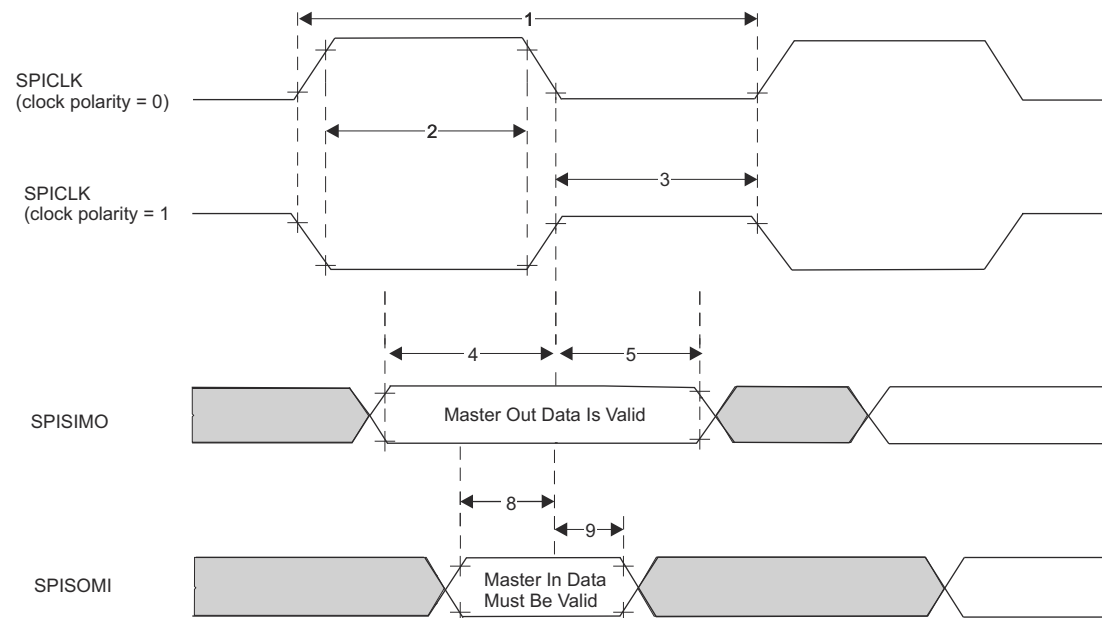 1
SPICLK
(clock polarity = 0)
2
3
SPICLK
(clock polarity = 1
4
5
SPISIMO
Master Out Data Is Valid
8
9
SPISOMI
Master In Data
Must Be Valid